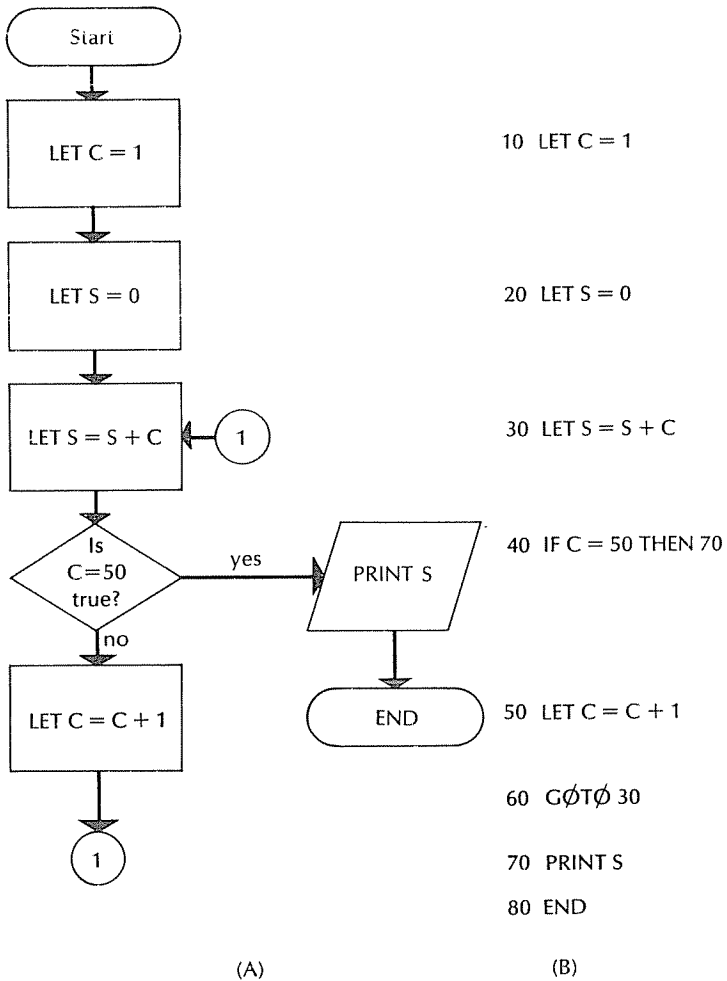 Start
LET C = 1
LET S = 0
LET S = S + C
1
Is
C=50
true?
yes
no
PRINT S
END
LET C = C + 1
1
10 LET C = 1
20 LET S = 0
30 LET S = S + C
40 IF C = 50 THEN 70
50 LET C = C + 1
60 GØTØ 30
70 PRINT S
80 END
(A)
(B)